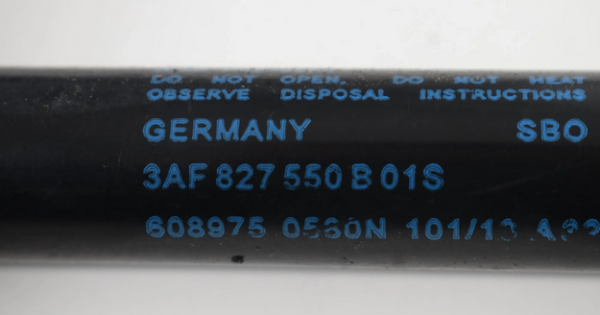 DO NOT OPEN. DO NOT HEAT
OBSERVE DISPOSAL INSTRUCTIONS
GERMANY SBO
3AF 827 550 B 01S
608975 0560N 101/13